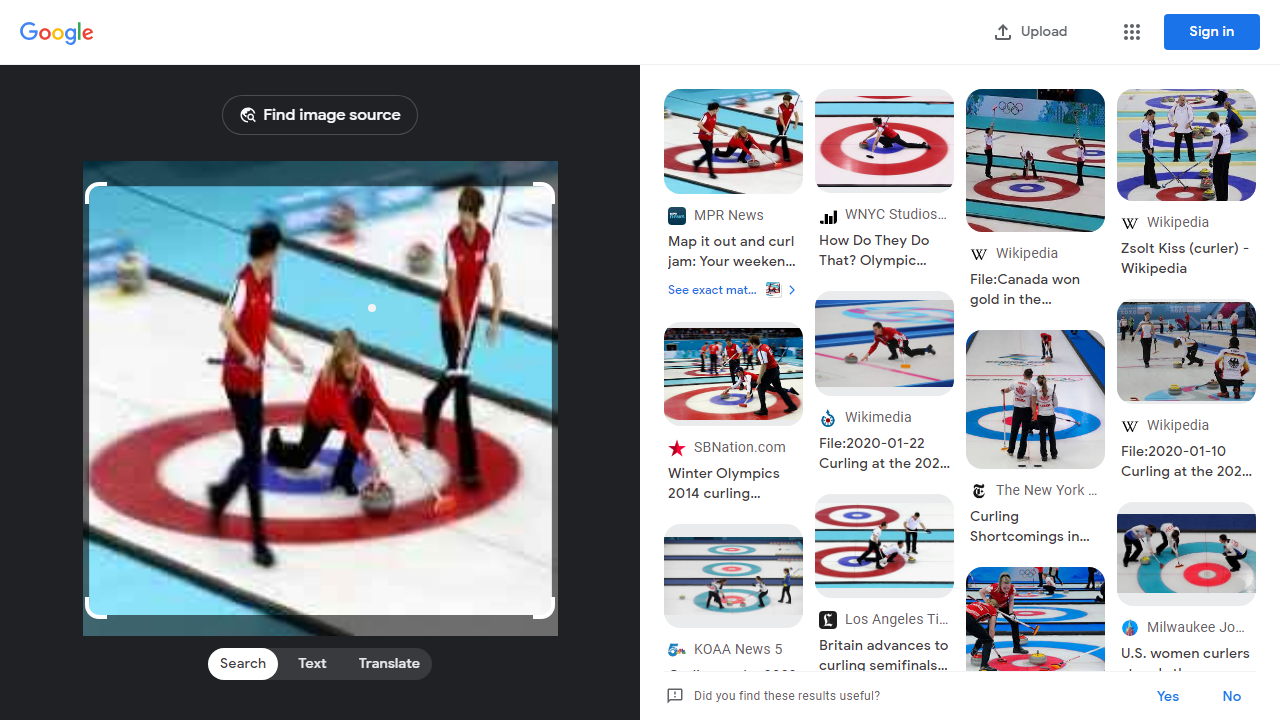 Google
Upload
Sign in
Find image source
Search
Text
Translate
MPR News
Map it out and curl
jam: Your weeken...
See exact mat...
SBNation.com
Winter Olympics
2014 curling...
KOAA News 5
WNYC Studios...
How Do They Do
That? Olympic...
Wikimedia
File:2020-01-22
Curling at the 202...
Los Angeles Ti...
Britain advances to
curling semifinals...
Wikipedia
File:Canada won
gold in the...
The New York ...
Curling
Shortcomings in...
Wikipedia
Zsolt Kiss (curler) -
Wikipedia
Wikipedia
File:2020-01-10
Curling at the 202...
Milwaukee Jo...
U.S. women curlers
Did you find these results useful?
Yes
No